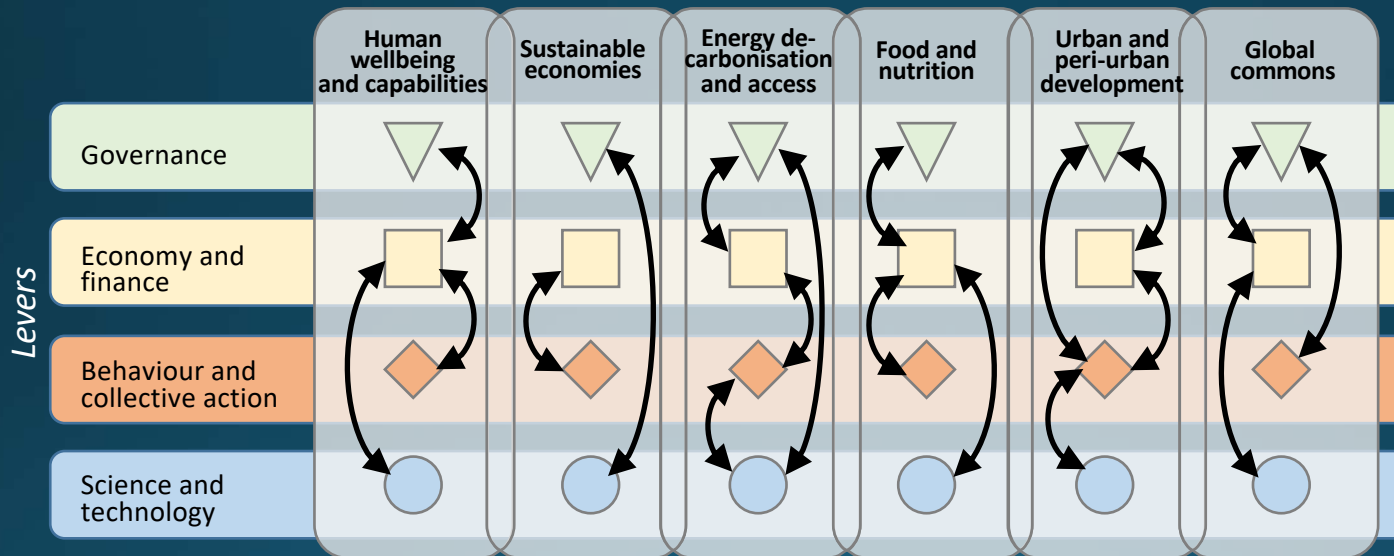 Human
wellbeing
and capabilities
Sustainable
economies
Energy de-
carbonisation
and access
Food and
nutrition
Urban and
peri-urban
development
Global
commons
Levers
Governance
Economy and
finance
Behaviour and
collective action
Science and
technology